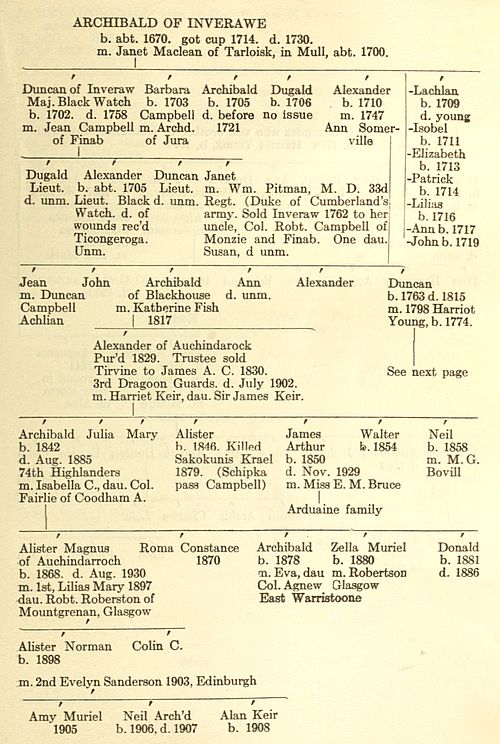 ARCHIBALD OF INVERAWE
b. abt. 1670. got cup 1714. d. 1730.
m. Janet Maclean of Tarloisk, in Mull, abt. 1700.
Duncan of Inveraw
Maj. Black Watch
b. 1702. d. 1758
m. Jean Campbell
of Finab
Barbara
b. 1703
Campbell
m. Archd.
of Jura
Archibald
b. 1705
d. before
1721
Dugald
b. 1706
no issue
Alexander
b. 1710
m. 1747
Ann Somer-
ville
-Lachlan
b. 1709
d. young
-Isobel
b. 1711
-Elizabeth
b. 1713
-Patrick
b. 1714
-Lilias
b. 1716
-Ann b. 1717
-John b. 1719
Dugald
Lieut.
d. unm.
Alexander
b. abt. 1705
Lieut. Black
Watch. d. of
wounds rec'd
Ticongeroga.
Unm.
Duncan
Lieut.
d. unm.
Janet
m. Wm. Pitman, M. D. 33d
Regt. (Duke of Cumberland's
army. Sold Inveraw 1762 to her
uncle, Col. Robt. Campbell of
Monzie and Finab. One dau.
Susan, d unm.
Jean
m. Duncan
Campbell
Achlian
John
Archibald
of Blackhouse
m. Katherine Fish
1817
Ann
d. unm.
Alexander
Duncan
b. 1763 d. 1815
m. 1798 Harriot
Young, b. 1774.
See next page
Alexander of Auchindarock
Pur'd 1829. Trustee sold
Tirvine to James A. C. 1830.
3rd Dragoon Guards. d. July 1902.
m. Harriet Keir, dau. Sir James Keir.
Archibald
b. 1842
d. Aug. 1885
74th Highlanders
m. Isabella C., dau. Col.
Fairlie of Coodham A.
Julia
Mary
Alister
b. 1846. Killed
Sakokunis Krael
1879. (Schipka
pass Campbell)
James
Arthur
b. 1850
d. Nov. 1929
m. Miss E. M. Bruce
Arduaine family
Walter
b. 1854
Neil
b. 1858
m. M. G.
Bovill
Alister Magnus
of Auchindarroch
b. 1868. d. Aug. 1930
m. 1st, Lilias Mary 1897
dau. Robt. Roberston of
Mountgrenan, Glasgow
Roma Constance
1870
Archibald
b. 1878
m. Eva, dau
Col. Agnew
East Warristoone
Zella Muriel
b. 1880
m. Robertson
Glasgow
Donald
b. 1881
d. 1886
Alister Norman
b. 1898
Colin C.
m. 2nd Evelyn Sanderson 1903, Edinburgh
Amy Muriel
1905
Neil Arch'd
b. 1906, d. 1907
Alan Keir
b. 1908